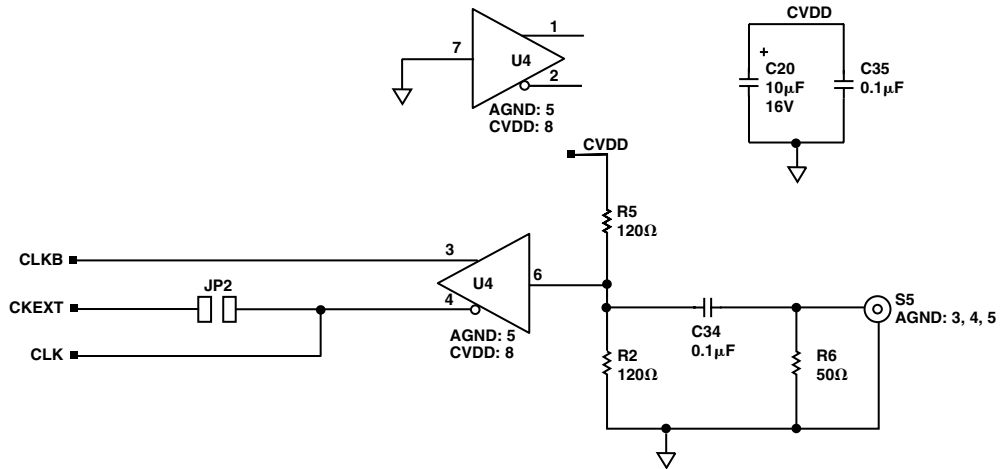 1
7
U4
2
AGND: 5
CVDD: 8
CVDD
+
C20
10μF
16V
C35
0.1μF
CVDD
R5
120Ω
CLKB
3
JP2
U4
6
CKEXT
4
S5
AGND: 3, 4, 5
C34
0.1μF
AGND: 5
CVDD: 8
CLK
R2
120Ω
R6
50Ω